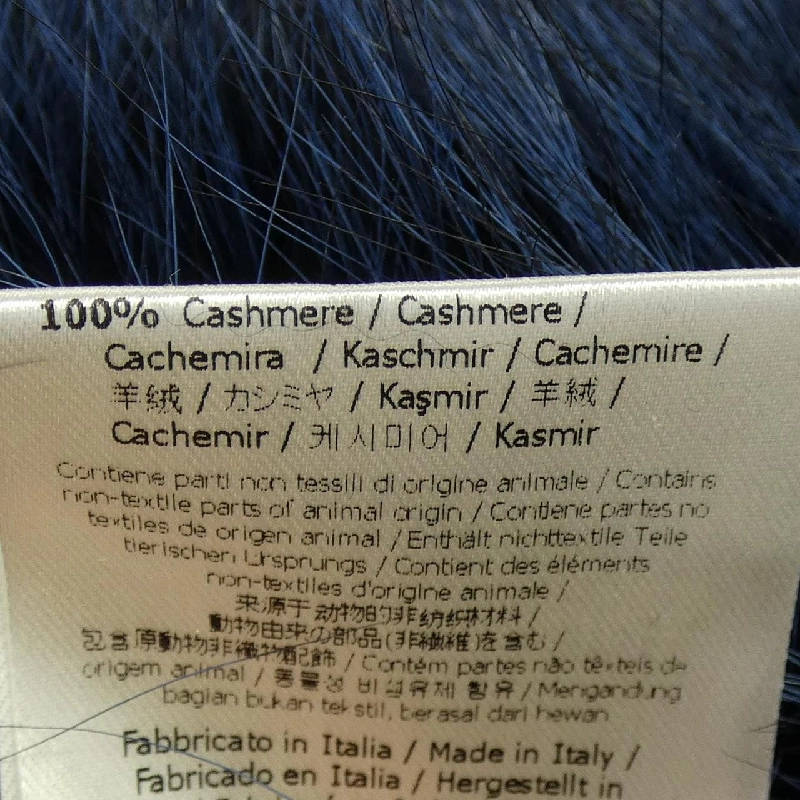 100% Cashmere / Cashmere /
Cachemira / Kaschmir / Cachemire /
羊絨 / カシミヤ / Kaşmir / 羊絨 /
Cachemir / 케시미어 / Kasmir
Contiene parti non tessili di origine animale / Contains
non-textile parts of animal origin / Contiene partes no
textiles de origen animal / Enthält nichttextile Teile
tierischen Ursprungs / Contient des éléments
non-textiles d'origine animale /
来源于动物的非纺织材料 /
動物由来の部品(非繊維)を含む /
包含原動物非織物配飾 / Contém partes não têxteis de
origem animal / 동물성 비섬유제 함유 / Mengandung
bagian bukan tekstil, berasal dari hewan
Fabbricato in Italia / Made in Italy /
Fabricado en Italia / Hergestellt in